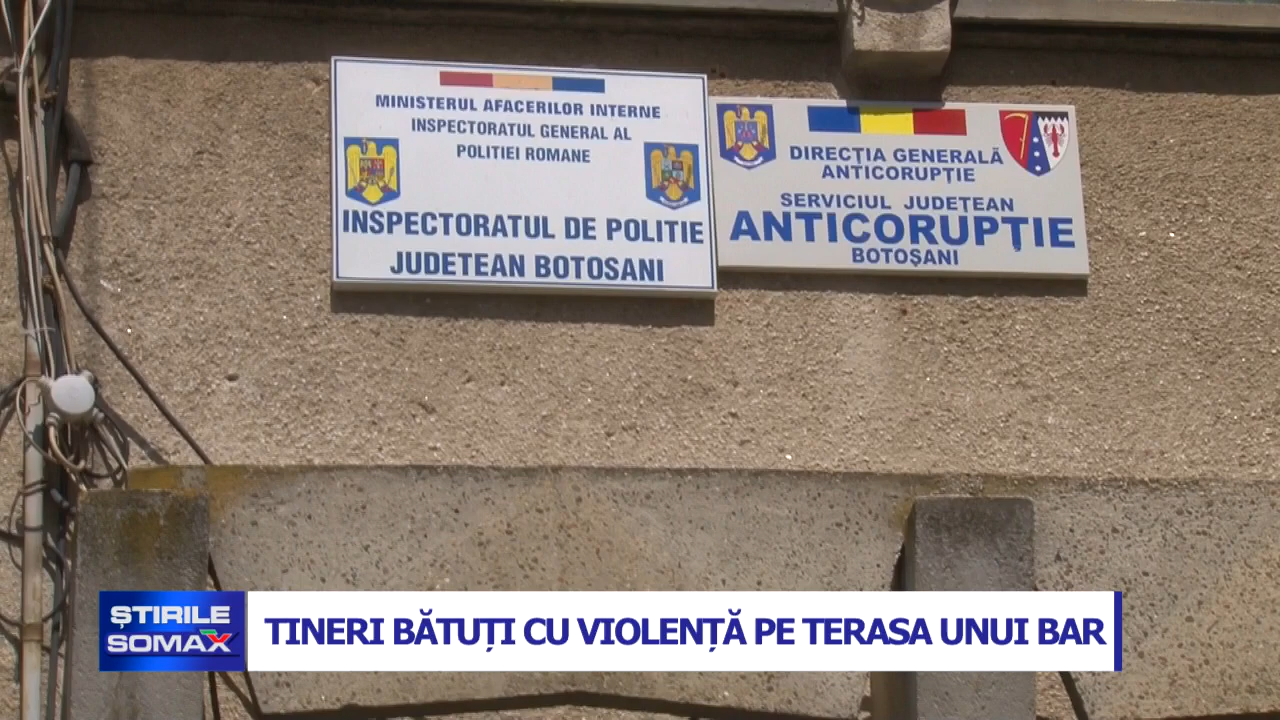 MINISTERUL AFACERILOR INTERNE
INSPECTORATUL GENERAL AL
POLITIEI ROMANE
INSPECTORATUL DE POLITIE
JUDETEAN BOTOSANI
DIRECȚIA GENERALĂ
ANTICORUPȚIE
SERVICIUL JUDEȚEAN
ANTICORUPȚIE
BOTOȘANI
ȘTIRILE
SOMAX
TINERI BĂTUȚI CU VIOLENȚĂ PE TERASA UNUI BAR